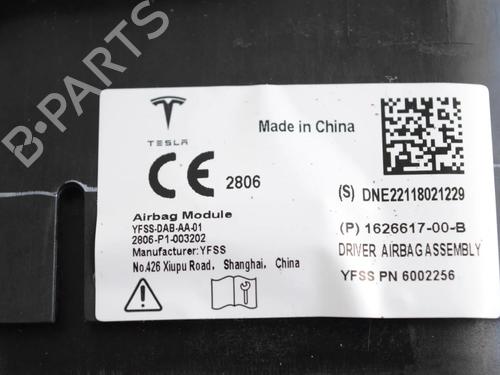 B-PARTS
TESLA
Made in China
CE 2806
(S) DNE22118021229
Airbag Module
YFSS-DAB-AA-01
2806-P1-003202
Manufacturer: YFSS
No.426 Xiupu Road, Shanghai, China
(P) 1626617-00-B
DRIVER AIRBAG ASSEMBLY
YFSS PN 6002256